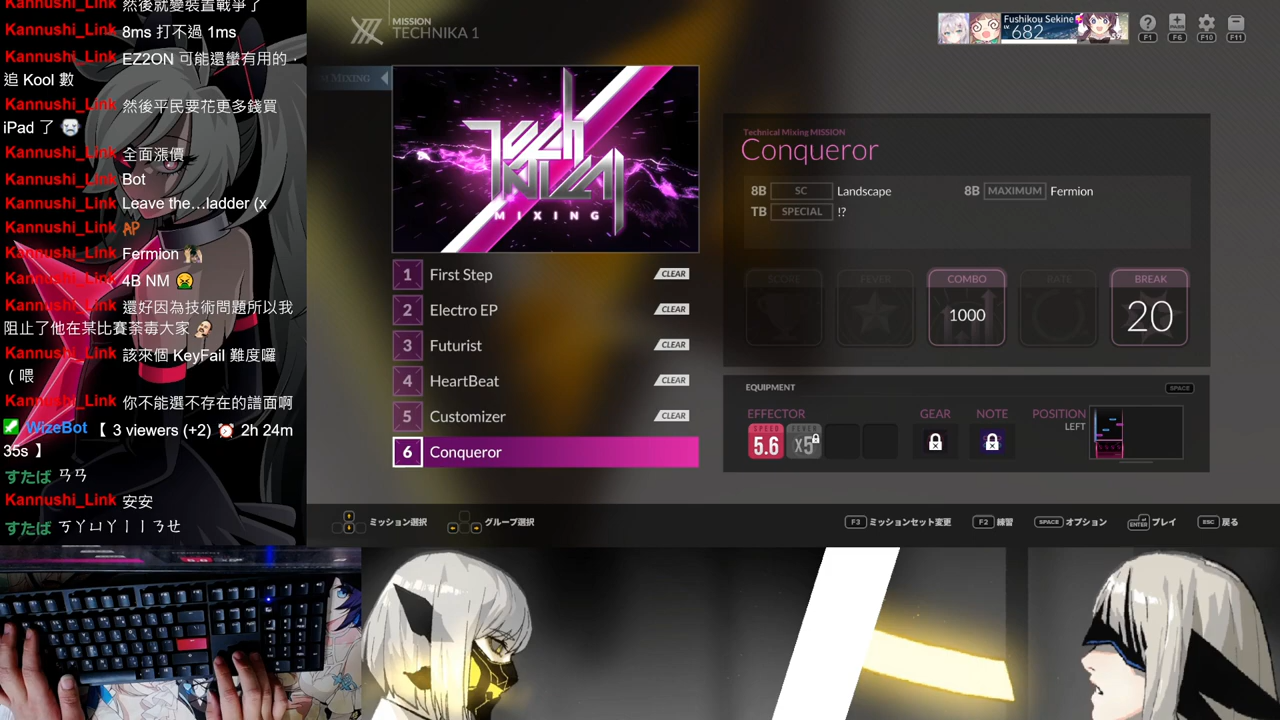 Kannushi_Link 然後就變裝置戰爭了
Kannushi_Link 8ms 打不過 1ms
Kannushi_Link EZ2ON 可能還蠻有用的，
追 Kool 數
Kannushi_Link 然後平民要花更多錢買
iPad 了
Kannushi_Link 全面漲價
Kannushi_Link Bot
Kannushi_Link Leave the…ladder (x
Kannushi_Link AP
Kannushi_Link Fermion
Kannushi_Link 4B NM
Kannushi_Link 還好因為技術問題所以我
阻止了他在某比賽荼毒大家
Kannushi_Link 該來個 KeyFail 難度囉
（喂
Kannushi_Link 你不能選不存在的譜面啊
WizeBot 【 3 viewers (+2) 2h 24m
35s 】
すたば ㄢㄢ
Kannushi_Link 安安
すたば ㄎㄚㄩㄚㄧㄧㄋㄝ
MISSION
TECHNIKA 1
Fushikou Sekine
LV. 682
F1
F6
F10
F11
MIXING
Tech
nical
MIXING
1 First Step CLEAR
2 Electro EP CLEAR
3 Futurist CLEAR
4 HeartBeat CLEAR
5 Customizer CLEAR
6 Conqueror
Technical Mixing MISSION
Conqueror
8B SC Landscape 8B MAXIMUM Fermion
TB SPECIAL !?
SCORE FEVER COMBO RATE BREAK
1000 20
EQUIPMENT SPACE
EFFECTOR GEAR NOTE POSITION
LEFT
SPEED 5.6 FEVER x5
ミッション選択 グループ選択 F3 ミッションセット変更 F2 練習 SPACE オプション ENTER プレイ ESC 戻る